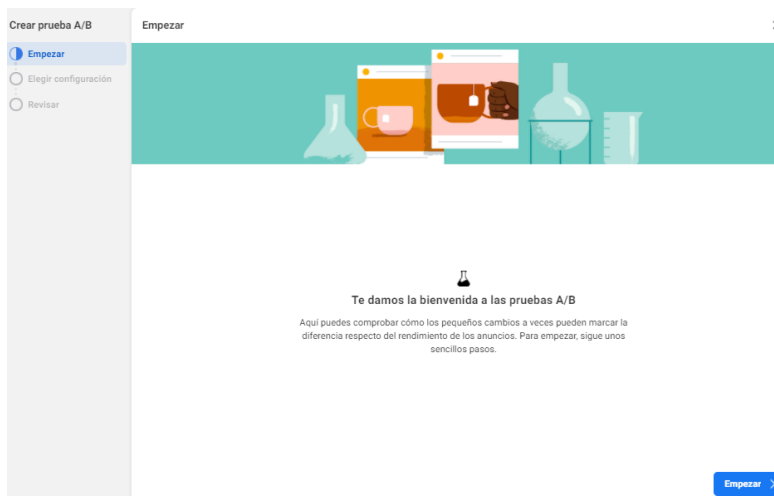 Crear prueba A/B
Empezar
Empezar
Elegir configuración
Revisar
Te damos la bienvenida a las pruebas A/B
Aquí puedes comprobar cómo los pequeños cambios a veces pueden marcar la
diferencia respecto del rendimiento de los anuncios. Para empezar, sigue unos
sencillos pasos.
Empezar